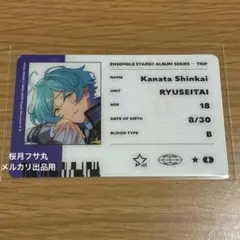 ENSEMBLE STARS!! ALBUM SERIES TRIP
NAME
Kanata Shinkai
UNIT
RYUSEITAI
AGE
18
DATE OF BIRTH
8/30
BLOOD TYPE
B
桜月フサ丸
メルカリ出品用